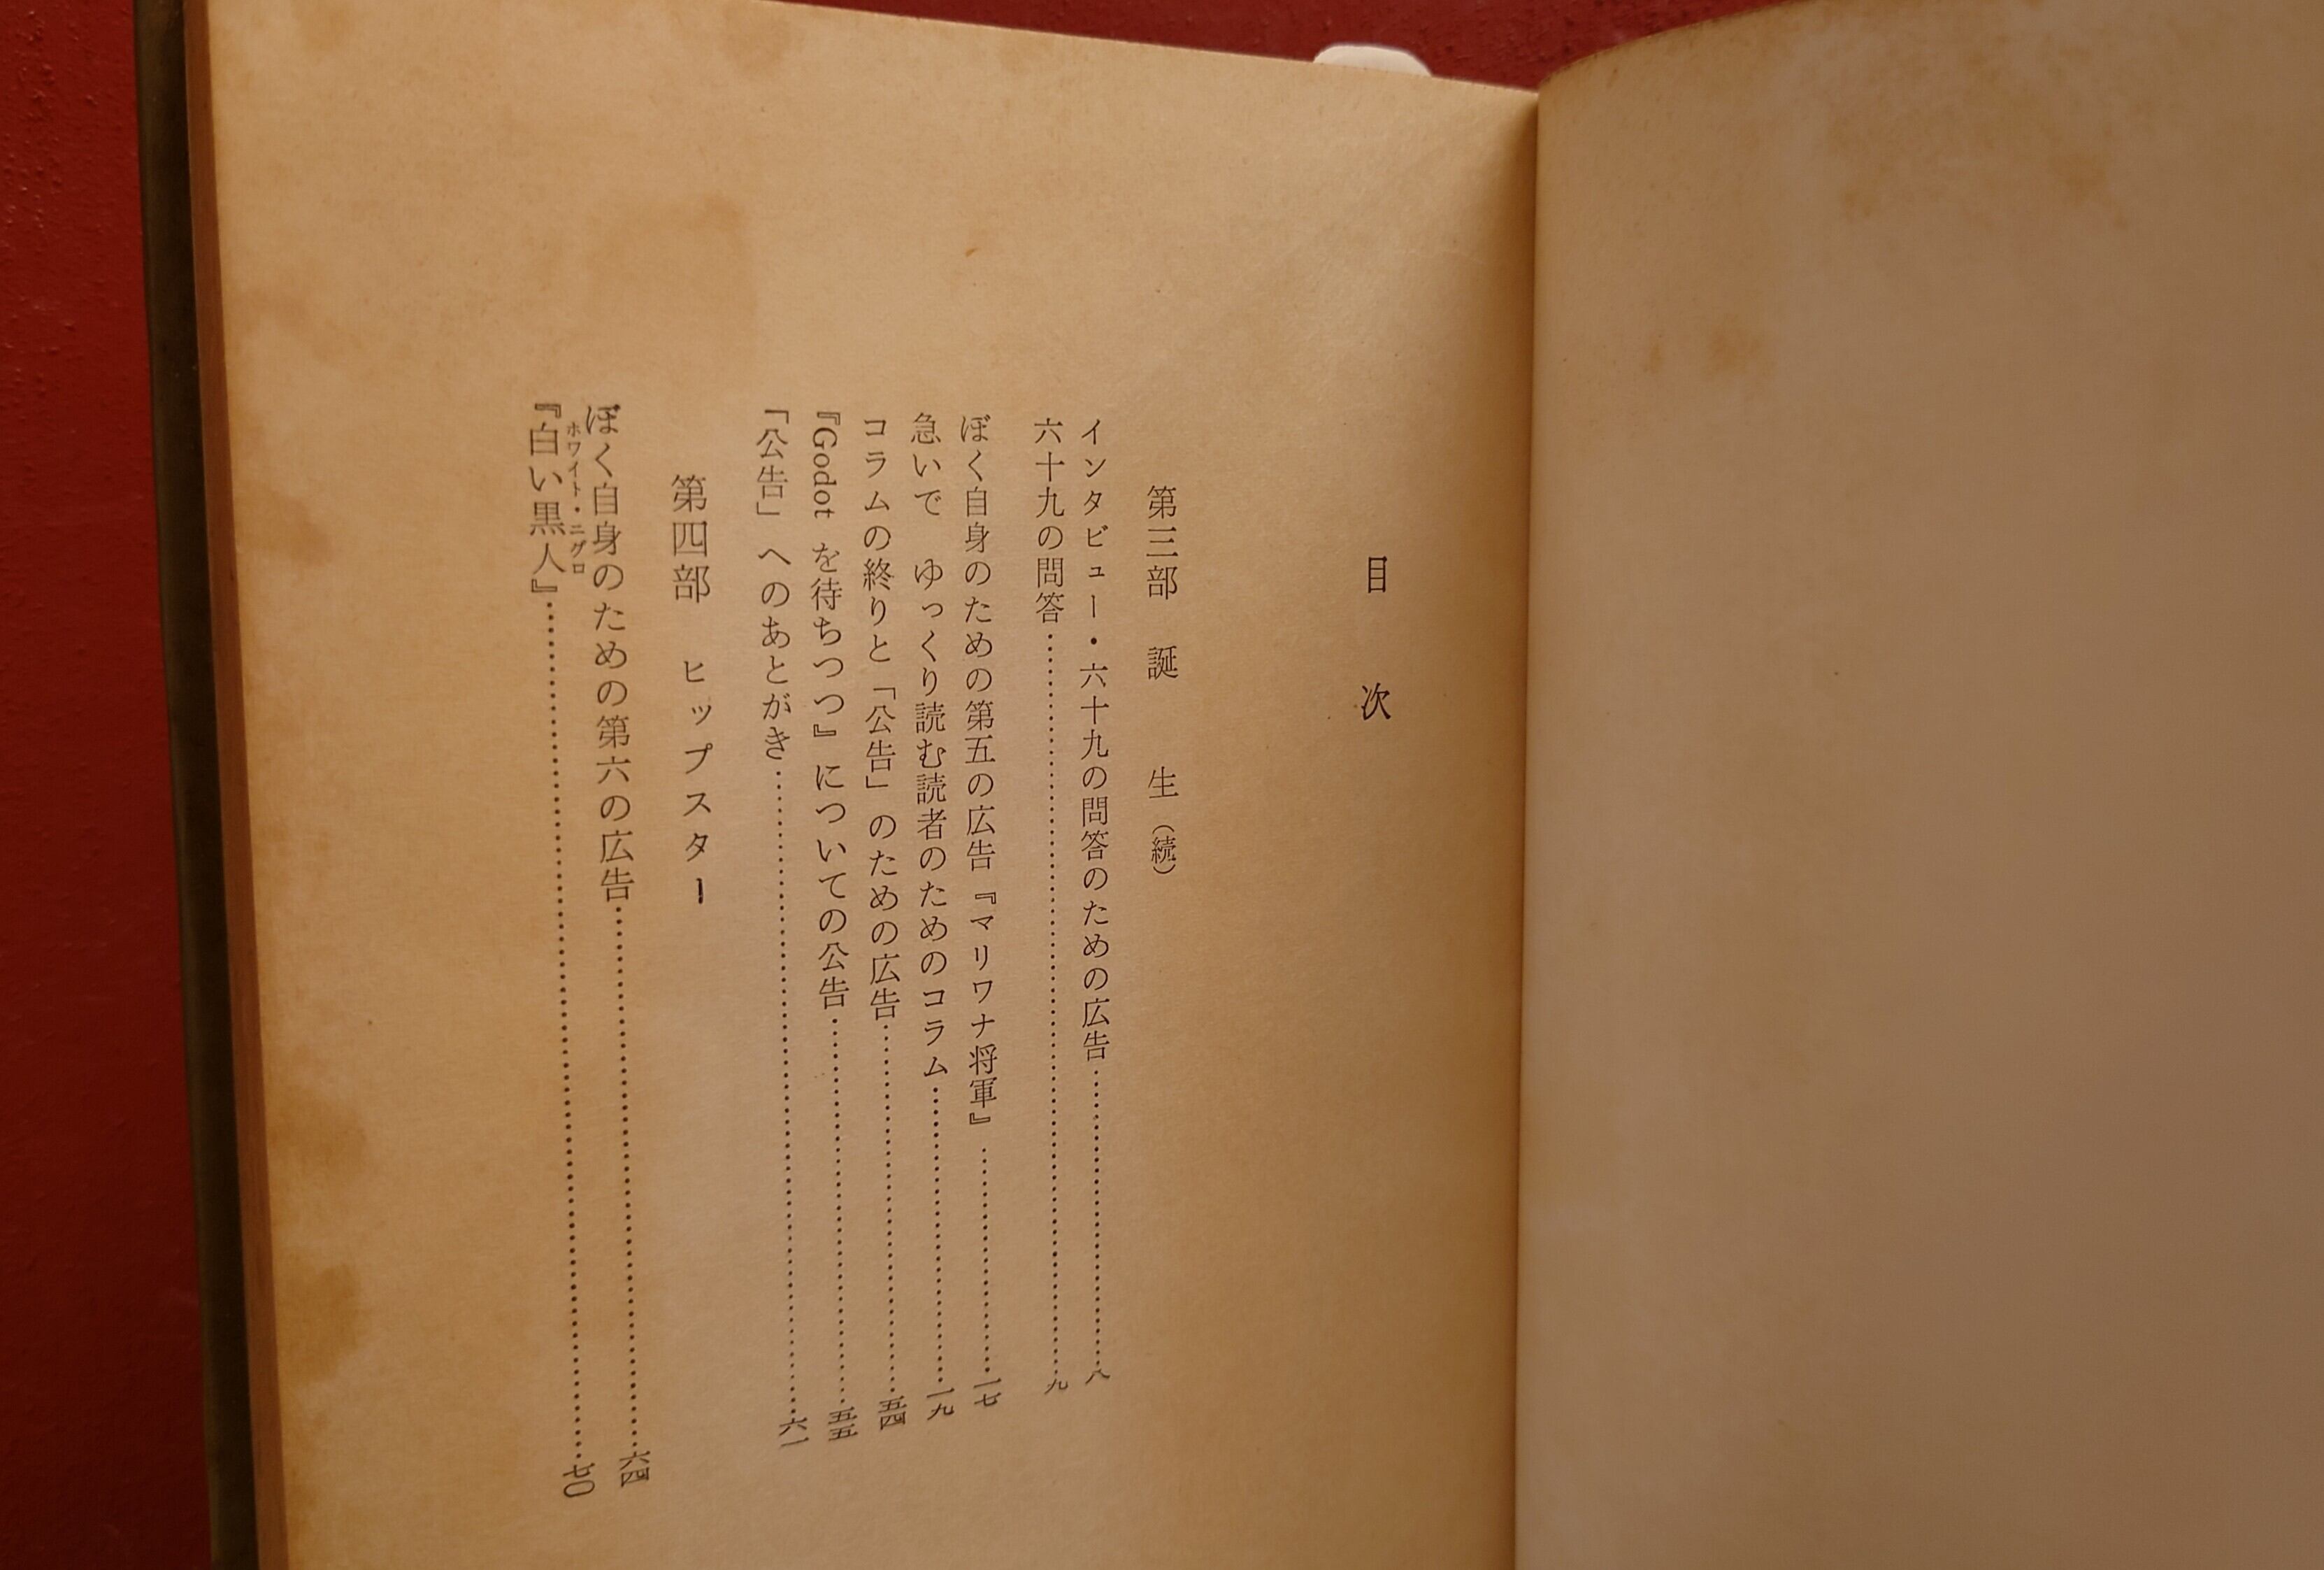 目次
第三部　誕生（続）
インタビュー・六十九の問答のための広告……八
六十九の問答……九
ぼく自身のための第五の広告『マリワナ将軍』……一七
急いで　ゆっくり読む読者のためのコラム……一九
コラムの終りと「公告」のための広告……五四
『Godot を待ちつつ』についての公告……五五
「公告」へのあとがき……六一
第四部　ヒップスター
ぼく自身のための第六の広告……六四
ホワイト・ニグロ
『白い黒人』……七〇